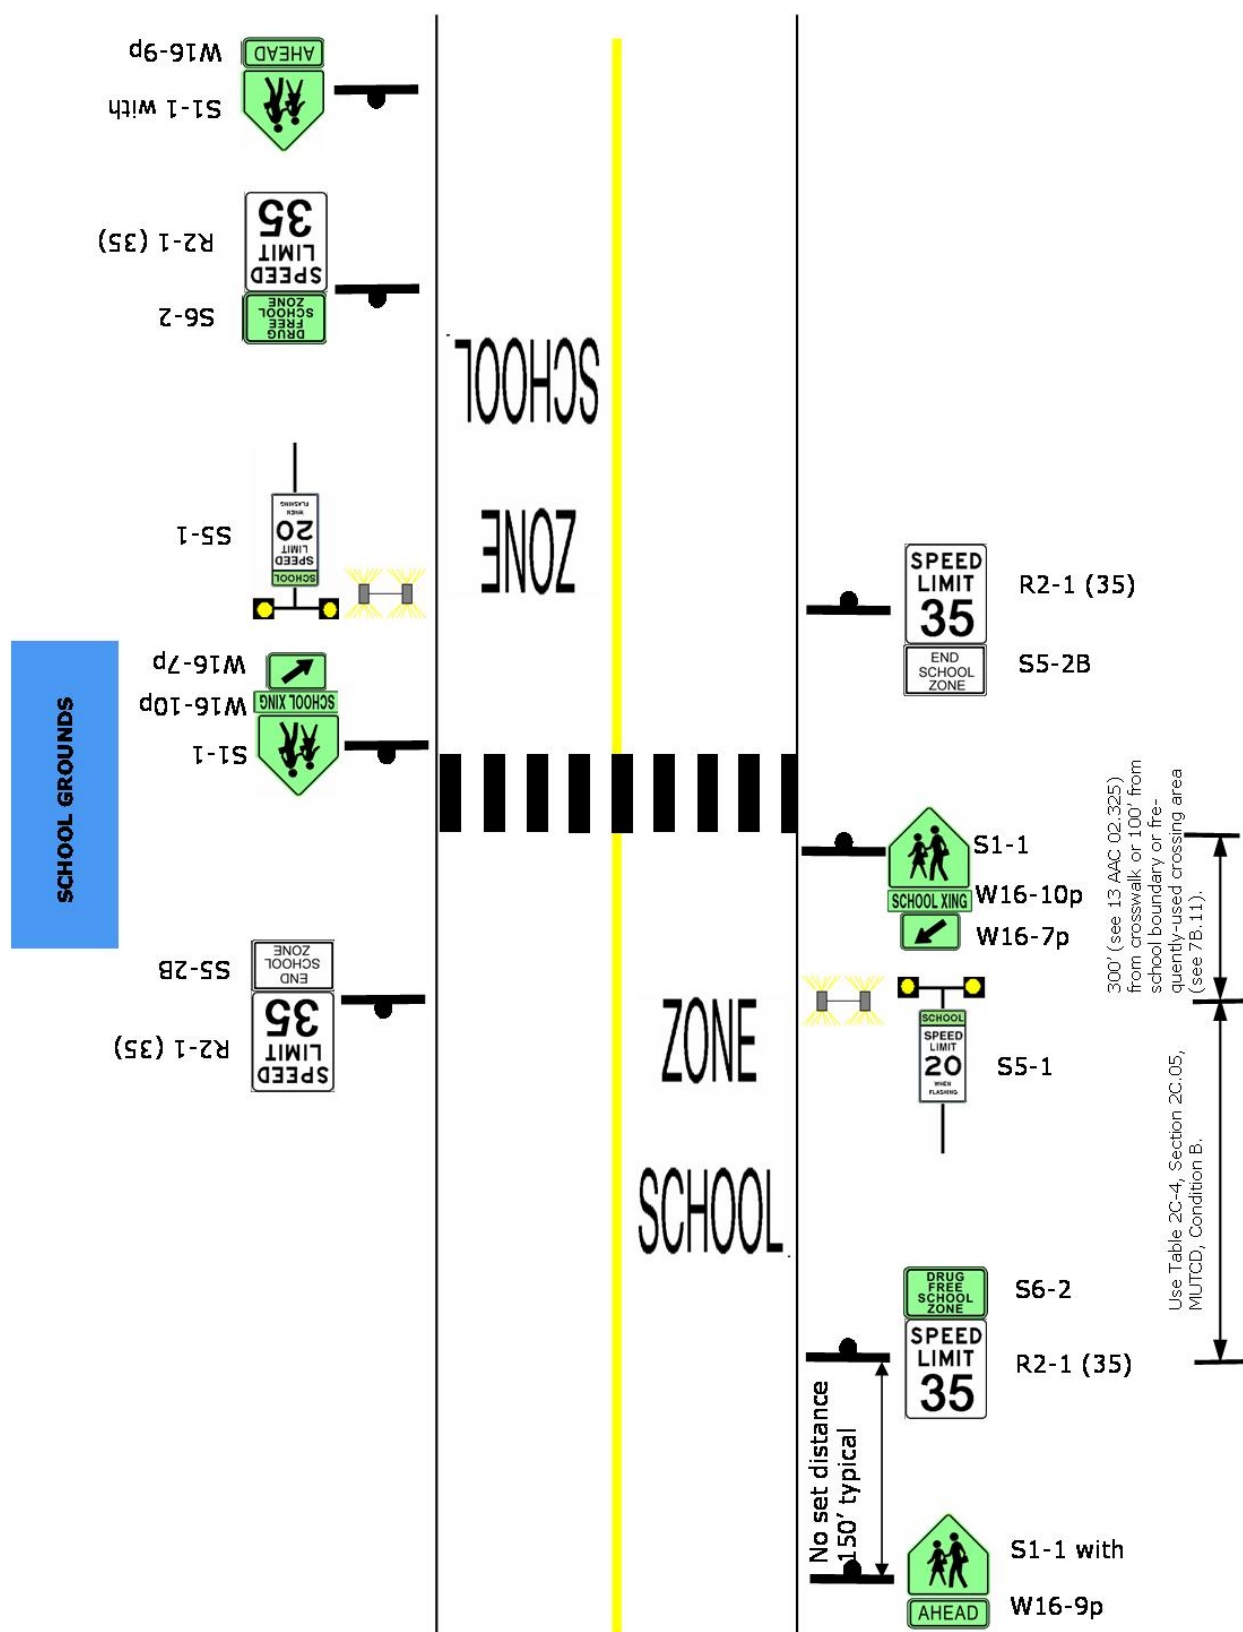 W16-9p
AHEAD
S1-1 with
R2-1 (35)
SPEED
LIMIT
35
S6-2
DRUG
FREE
SCHOOL
ZONE
SCHOOL
ZONE
S5-1
SCHOOL
SPEED
LIMIT
20
WHEN
FLASHING
SPEED
LIMIT
35
R2-1 (35)
END
SCHOOL
ZONE
S5-2B
SCHOOL GROUNDS
W16-7p
W16-10p
SCHOOL XING
S1-1
S1-1
SCHOOL XING
W16-10p
W16-7p
300' (see 13 AAC 02.325)
from crosswalk or 100' from
school boundary or fre-
quently-used crossing area
(see 7B.11).
S5-2B
END
SCHOOL
ZONE
R2-1 (35)
SPEED
LIMIT
35
ZONE
SCHOOL
SCHOOL
SPEED
LIMIT
20
WHEN
FLASHING
S5-1
Use Table 2C-4, Section 2C.05,
MUTCD, Condition B.
DRUG
FREE
SCHOOL
ZONE
S6-2
SPEED
LIMIT
35
R2-1 (35)
No set distance
150' typical
S1-1 with
AHEAD
W16-9p